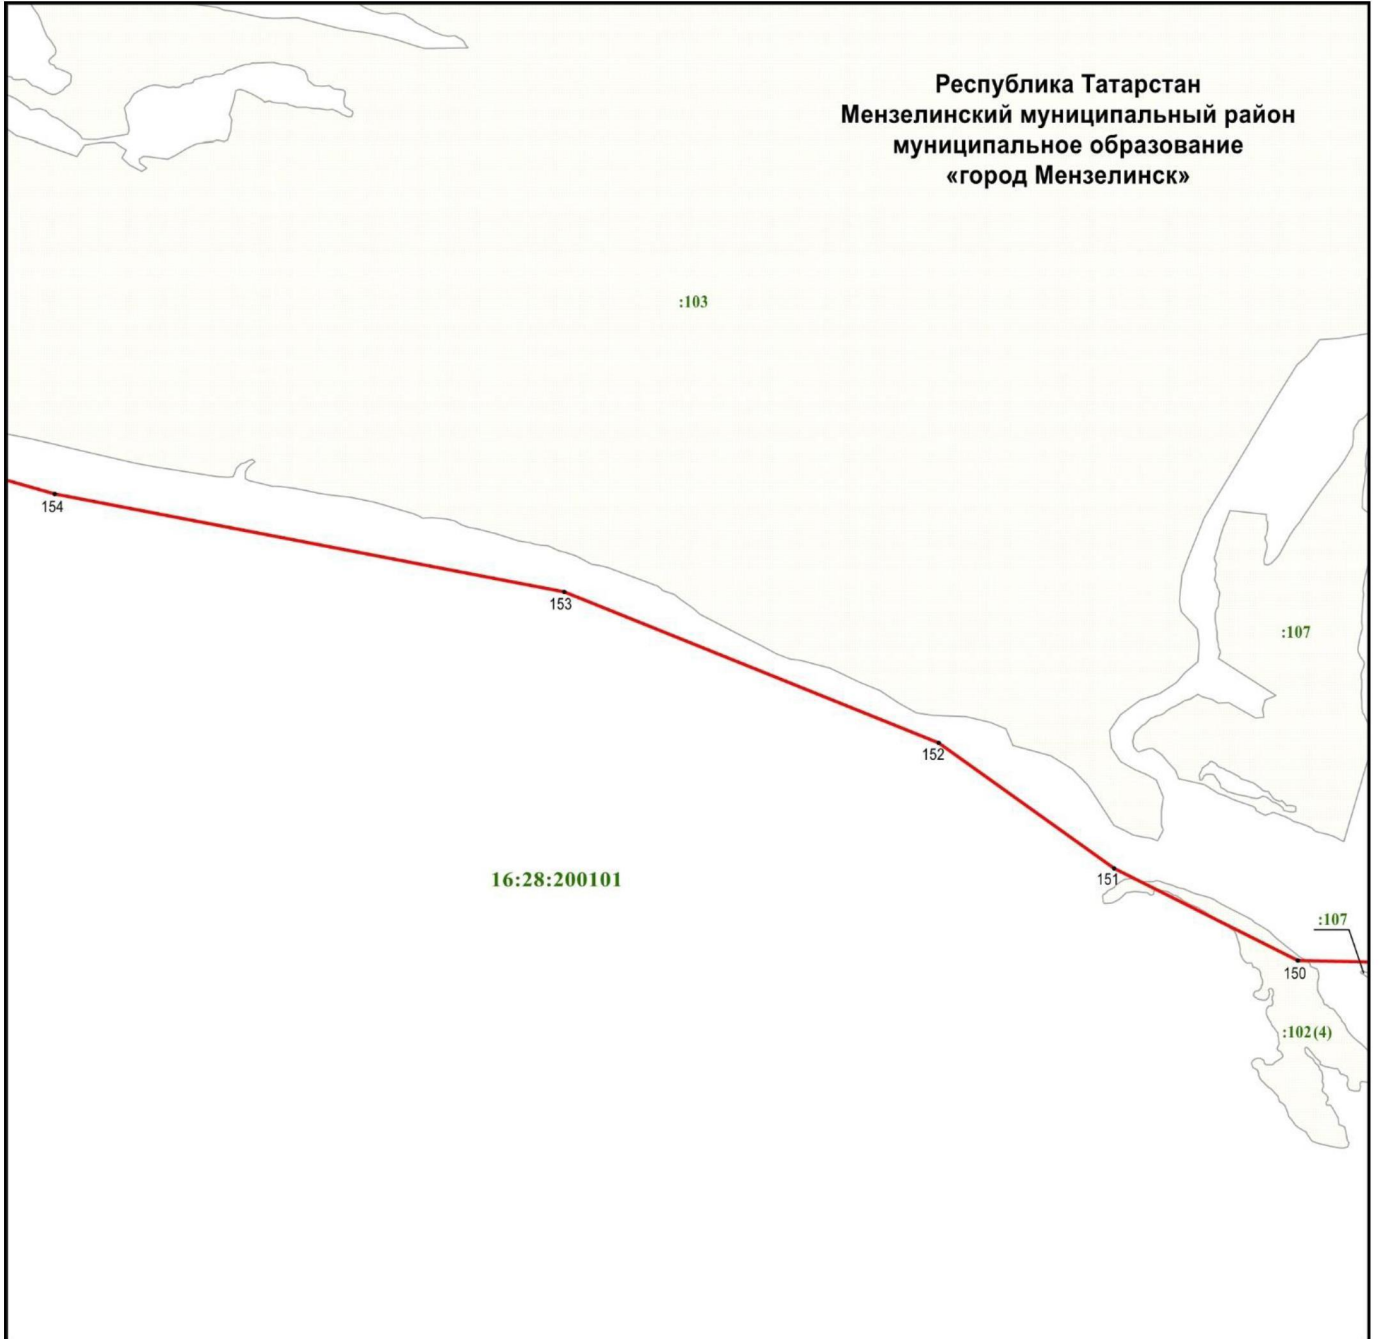 Республика Татарстан
Мензелинский муниципальный район
муниципальное образование
«город Мензелинск»
:103
154
153
:107
152
16:28:200101
151
:107
150
:102(4)